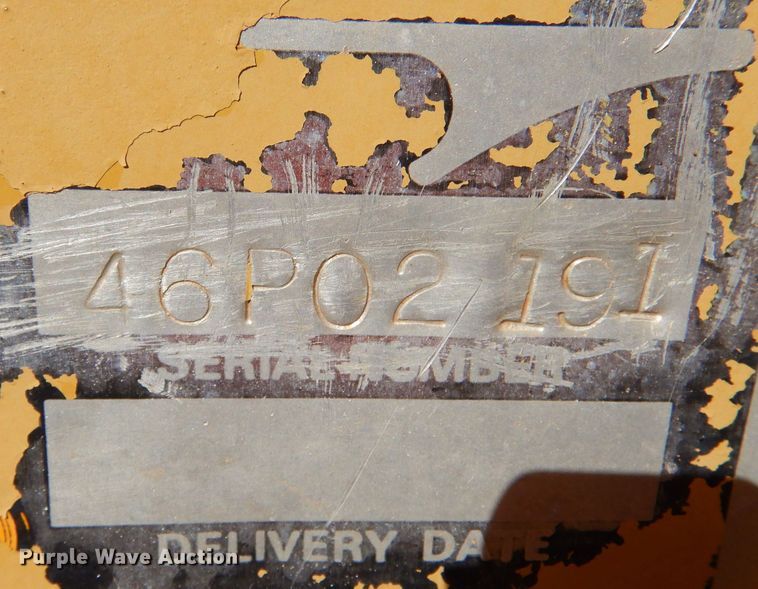 46P02 191
SERIAL NUMBER
DELIVERY DATE
Purple Wave Auction